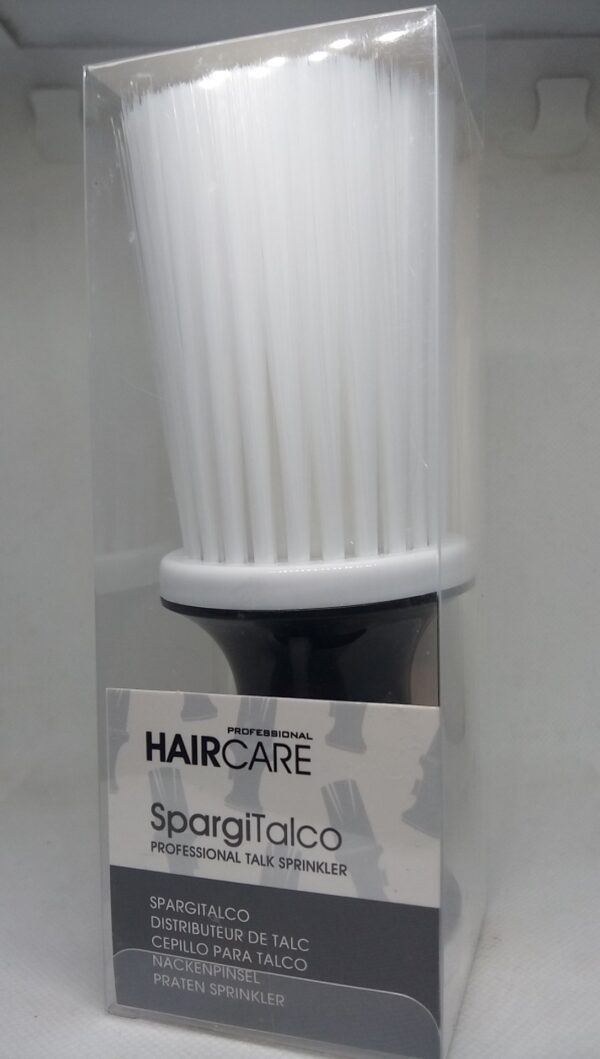 PROFESSIONAL
HAIRCARE
SpargiTalco
PROFESSIONAL TALK SPRINKLER
SPARGITALCO
DISTRIBUTEUR DE TALC
CEPILLO PARA TALCO
NACKENPINSEL
PRATEN SPRINKLER